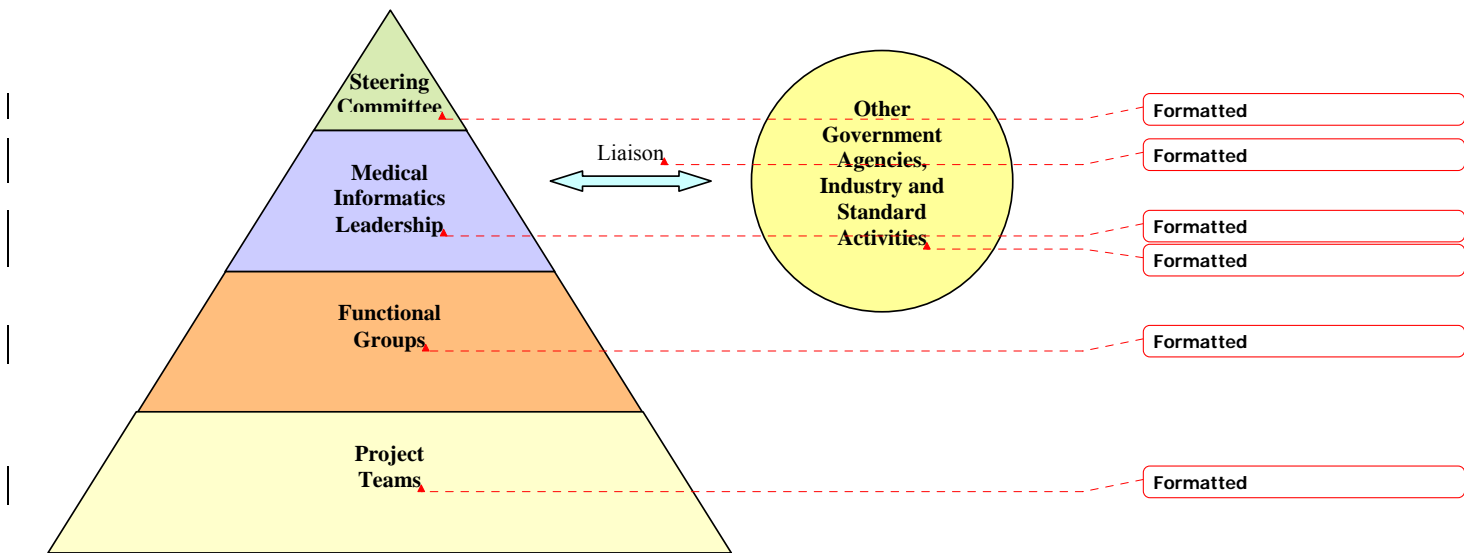 Steering
Committee
Medical
Informatics
Leadership
Functional
Groups
Project
Teams
Liaison
Other
Government
Agencies,
Industry and
Standard
Activities
Formatted
Formatted
Formatted
Formatted
Formatted
Formatted